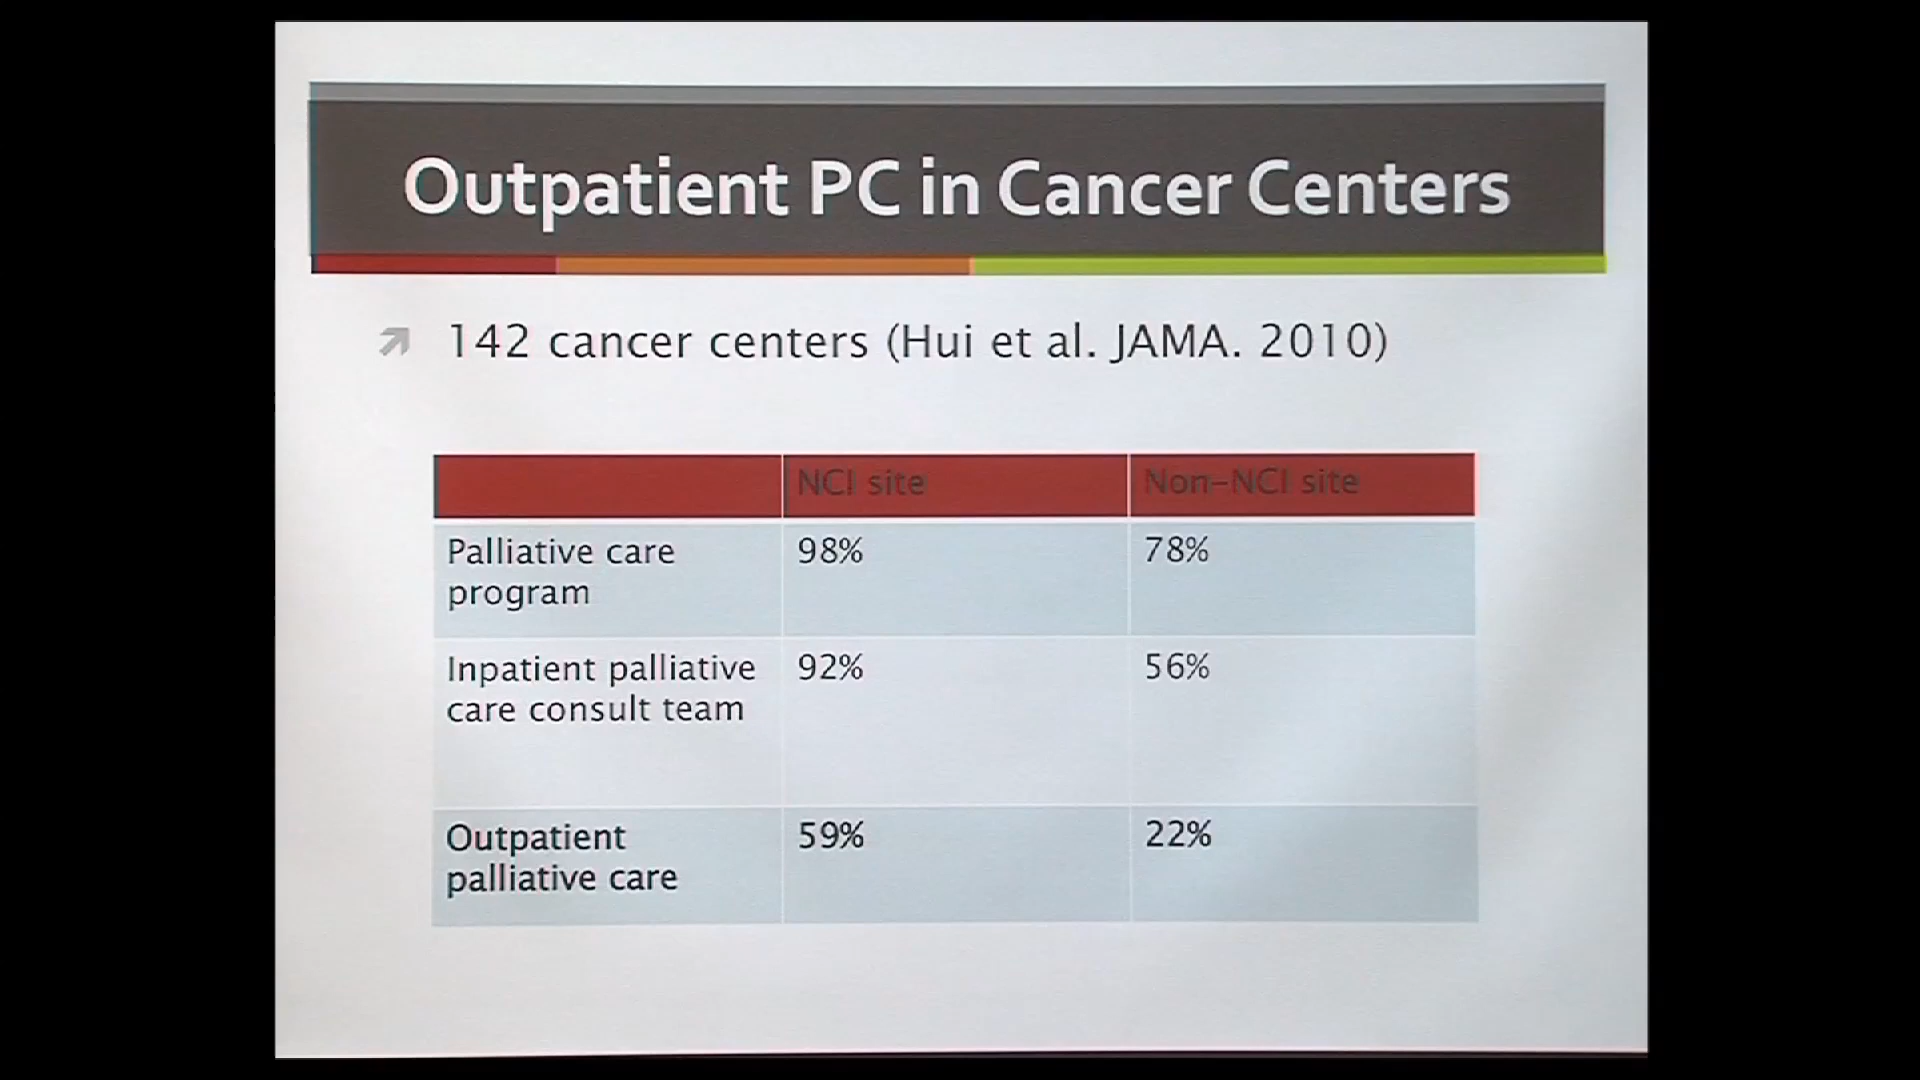 Outpatient PC in Cancer Centers
142 cancer centers (Hui et al. JAMA. 2010)
NCI site
Non-NCI site
Palliative care
program
98%
78%
Inpatient palliative
care consult team
92%
56%
Outpatient
palliative care
59%
22%